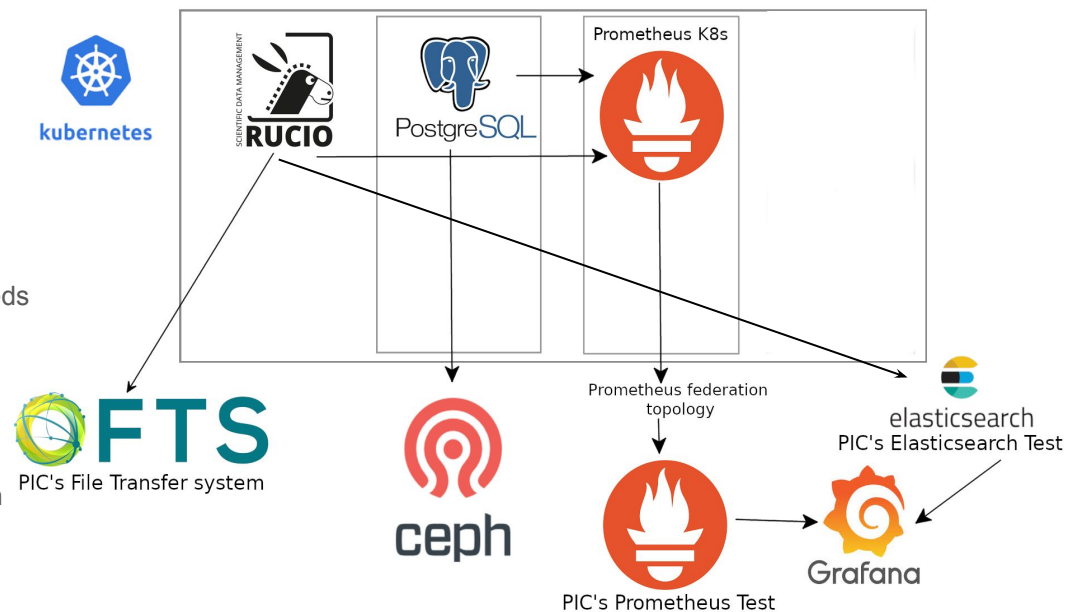 Prometheus K8s
SCIENTIFIC DATA MANAGEMENT
RUCIO
PostgreSQL
kubernetes
ds
Prometheus federation
topology
elasticsearch
PIC's Elasticsearch Test
FTS
PIC's File Transfer system
ceph
Grafana
PIC's Prometheus Test